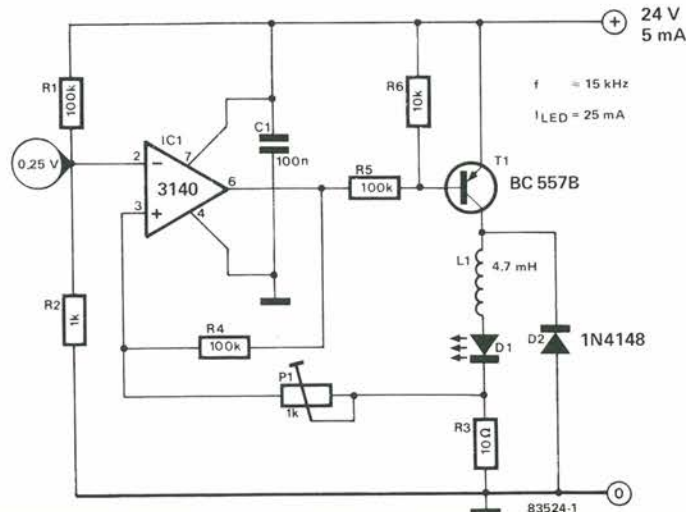 24 V
5 mA
R1
100k
R6
10k
f ≈ 15 kHz
I LED = 25 mA
IC1
C1
100n
0,25 V
2
7
3140
6
3
4
R5
100k
T1
BC 557B
L1
4.7 mH
R2
1k
R4
100k
D1
D2
1N4148
P1
1k
R3
10Ω
0
83524-1